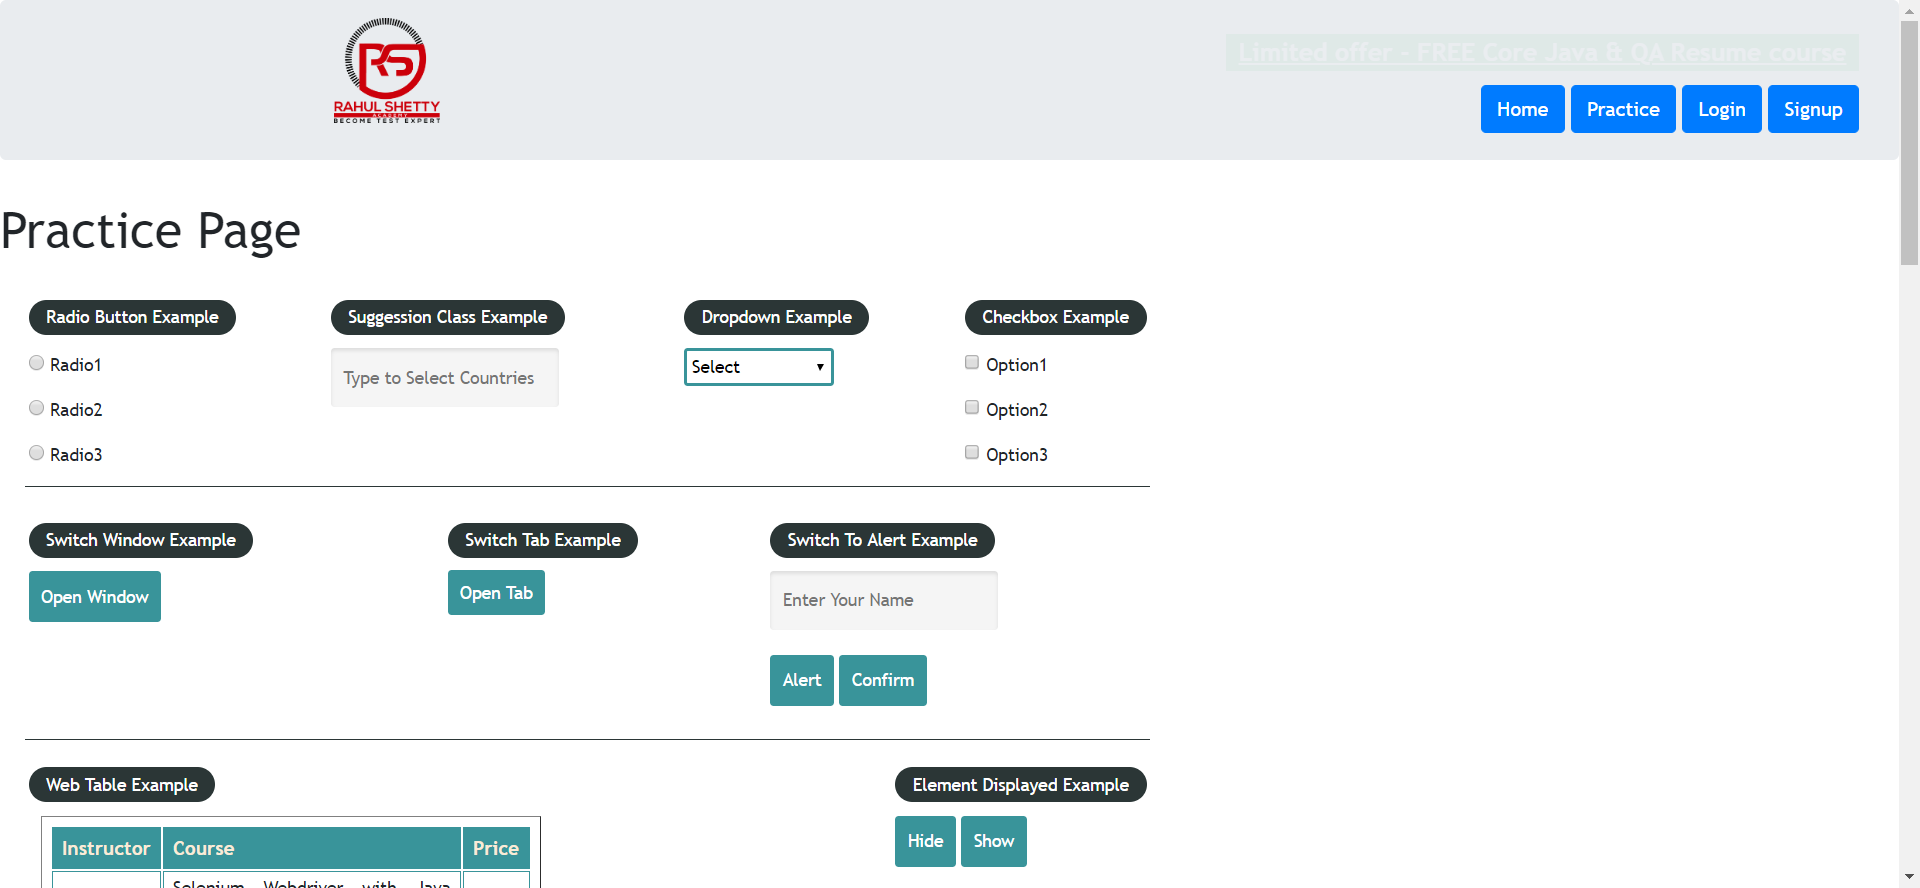 RS
RAHUL SHETTY
ACADEMY
BECOME TEST EXPERT
Limited offer - FREE Core Java & QA Resume course
Home Practice Login Signup
Practice Page
Radio Button Example Suggession Class Example Dropdown Example Checkbox Example
Radio1 Type to Select Countries Select Option1
Radio2 Option2
Radio3 Option3
Switch Window Example Switch Tab Example Switch To Alert Example
Open Window Open Tab Enter Your Name
Alert Confirm
Web Table Example Element Displayed Example
Hide Show
Instructor Course Price
Selenium Webdriver with Java